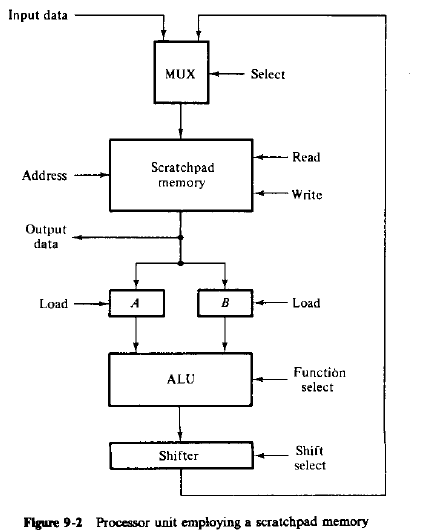 Input data
MUX
Select
Scratchpad
memory
Read
Address
Write
Output
data
Load
A
B
Load
ALU
Function
select
Shifter
Shift
select
Figure 9-2 Processor unit employing a scratchpad memory